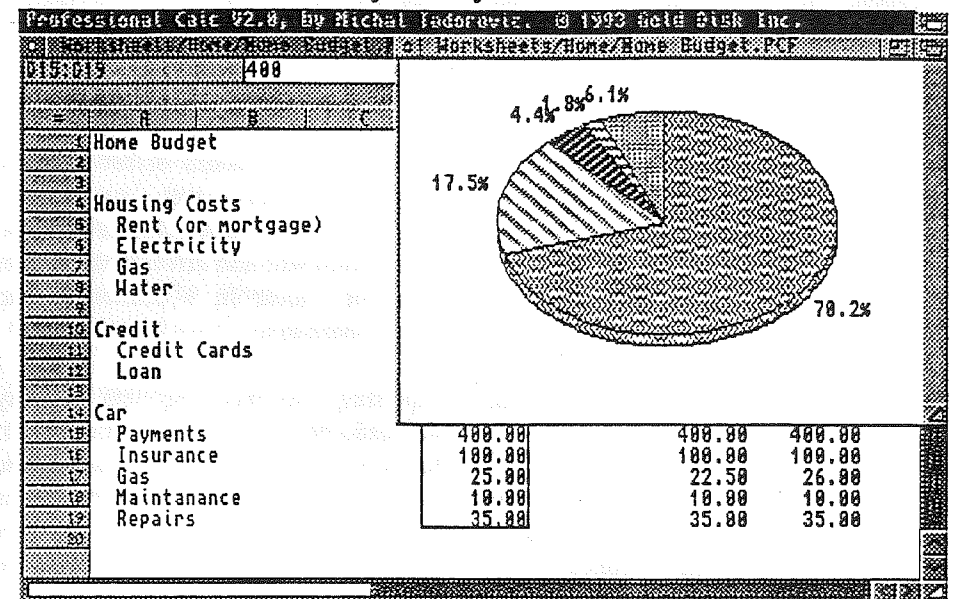 Professional Calc V2.0, by Michal Todorovic. © 1993 Gold Disk Inc.
Worksheets/Home/Home Budget.
Worksheets/Home/Home Budget.PCF
D15:D19 400
= A B C
1 Home Budget
2
3
4 Housing Costs
5 Rent (or mortgage)
6 Electricity
7 Gas
8 Water
9
10 Credit
11 Credit Cards
12 Loan
13
14 Car
15 Payments 400.00 400.00 400.00
16 Insurance 100.00 100.00 100.00
17 Gas 25.00 22.50 26.00
18 Maintanance 10.00 10.00 10.00
19 Repairs 35.00 35.00 35.00
20
4.4%
1.8%
6.1%
17.5%
70.2%